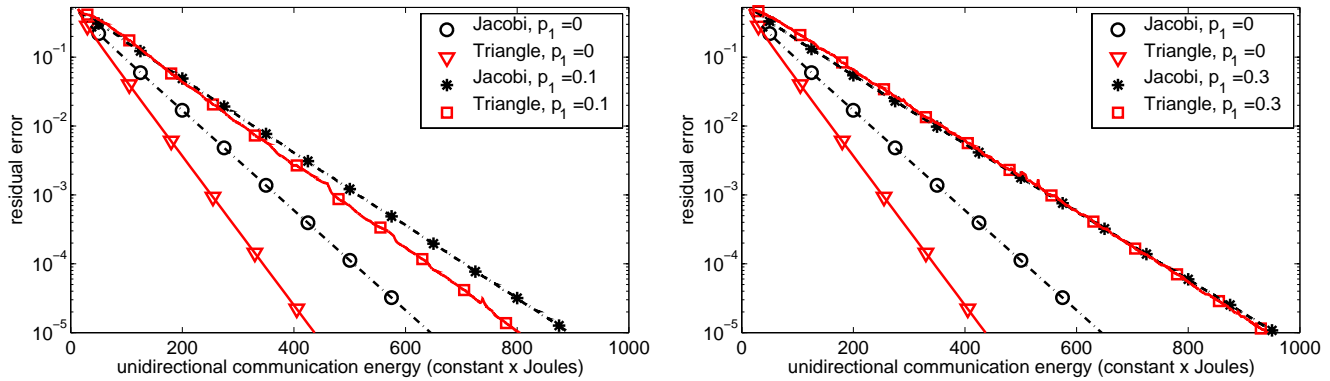 10^-1
10^-2
10^-3
10^-4
10^-5
residual error
0 200 400 600 800 1000
unidirectional communication energy (constant x Joules)
Jacobi, p_1=0
Triangle, p_1=0
Jacobi, p_1=0.1
Triangle, p_1=0.1
10^-1
10^-2
10^-3
10^-4
10^-5
residual error
0 200 400 600 800 1000
unidirectional communication energy (constant x Joules)
Jacobi, p_1=0
Triangle, p_1=0
Jacobi, p_1=0.3
Triangle, p_1=0.3